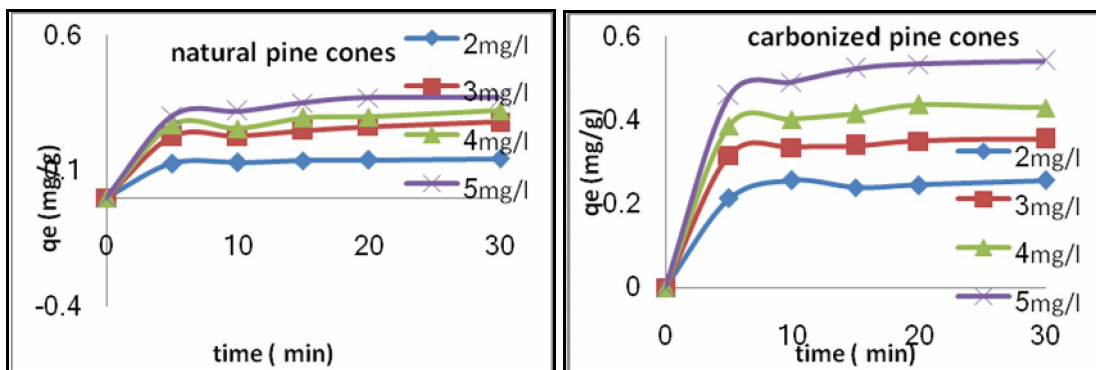 0.6
natural pine cones
2mg/l
3mg/l
4mg/l
5mg/l
0.1
qe (mg/g)
0 10 20 30
-0.4
time ( min)
0.6
carbonized pine cones
0.4
qe (mg/g)
0.2
2mg/l
3mg/l
4mg/l
5mg/l
0
0 10 20 30
time ( min)